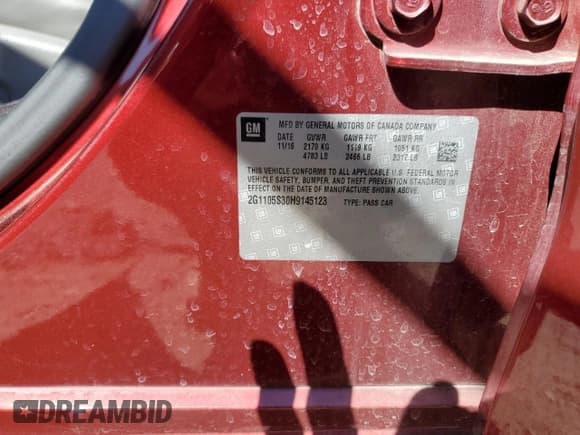 GM
MFD BY GENERAL MOTORS OF CANADA COMPANY
DATE GVWR GAWR FRT GAWR RR
11/16 2170 KG 1119 KG 1051 KG
4783 LB 2466 LB 2317 LB
THIS VEHICLE CONFORMS TO ALL APPLICABLE U.S. FEDERAL MOTOR
VEHICLE SAFETY, BUMPER, AND THEFT PREVENTION STANDARDS IN
EFFECT ON THE DATE OF MANUFACTURE SHOWN ABOVE.
2G1105S30H9145123 TYPE: PASS CAR
DREAMBID